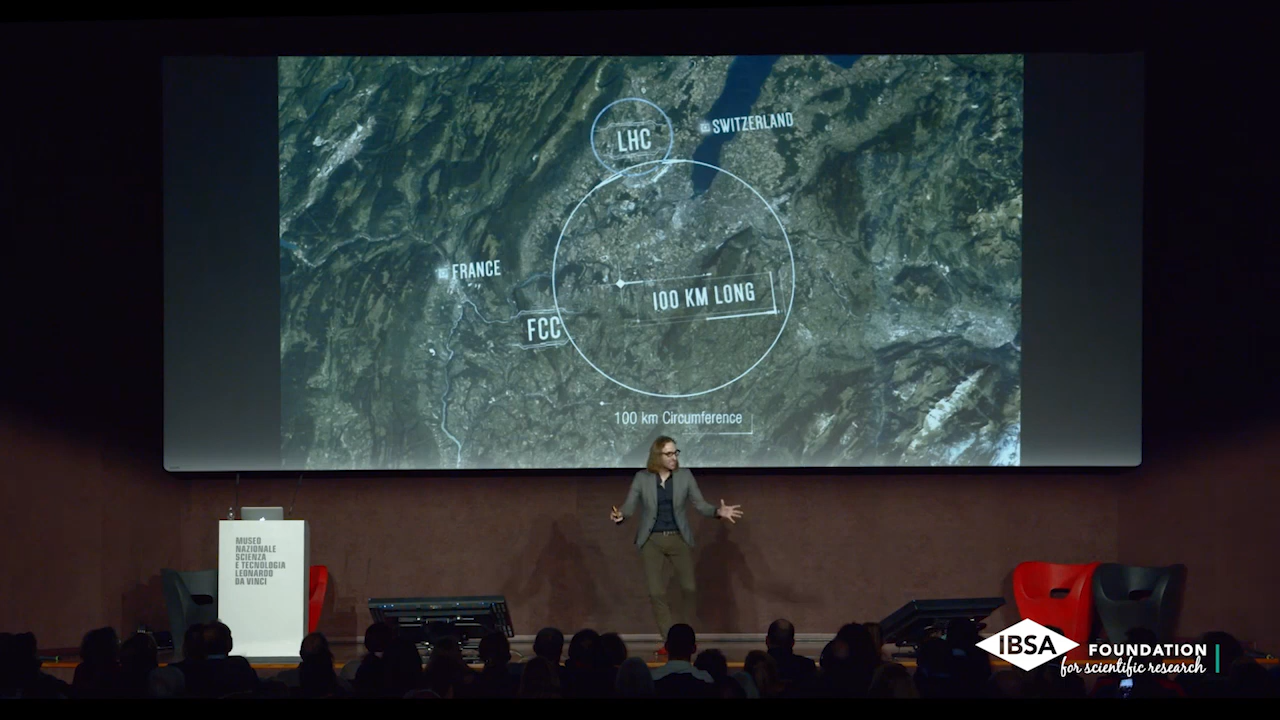 LHC
SWITZERLAND
FRANCE
100 KM LONG
FCC
100 km Circumference
MUSEO
NAZIONALE
SCIENZA
E TECNOLOGIA
LEONARDO
DA VINCI
IBSA FOUNDATION
for scientific research